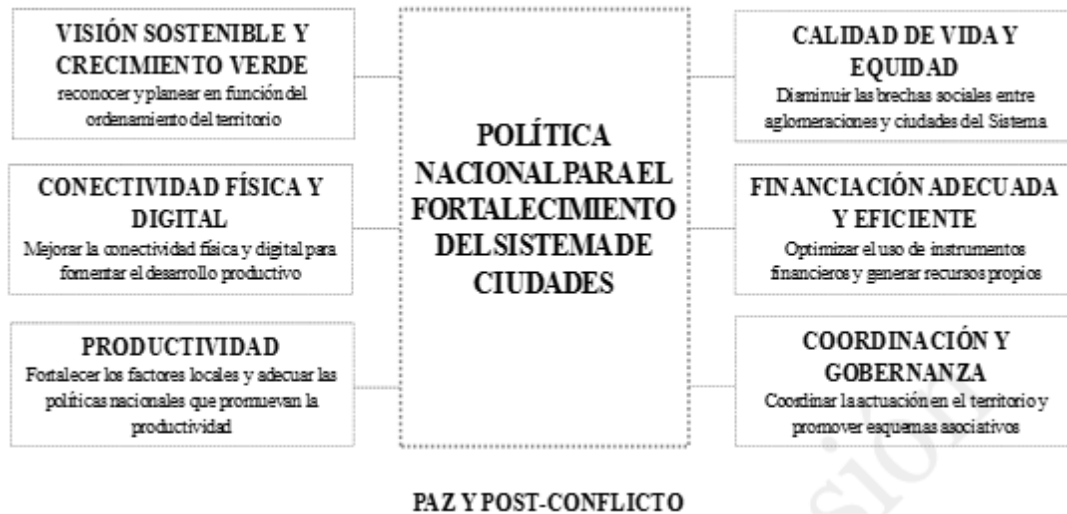 VISIÓN SOSTENIBLE Y
CRECIMIENTO VERDE
reconocer y planear en función del
ordenamiento del territorio
CONECTIVIDAD FÍSICA Y
DIGITAL
Mejorar la conectividad física y digital para
fomentar el desarrollo productivo
PRODUCTIVIDAD
Fortalecer los factores locales y adecuar las
políticas nacionales que promuevan la
productividad
POLÍTICA
NACIONAL PARA EL
FORTALECIMIENTO
DEL SISTEMA DE
CIUDADES
CALIDAD DE VIDA Y
EQUIDAD
Disminuir las brechas sociales entre
aglomeraciones y ciudades del Sistema
FINANCIACIÓN ADECUADA
Y EFICIENTE
Optimizar el uso de instrumentos
financieros y generar recursos propios
COORDINACIÓN Y
GOBERNANZA
Coordinar la actuación en el territorio y
promover esquemas asociativos
PAZ Y POST-CONFLICTO